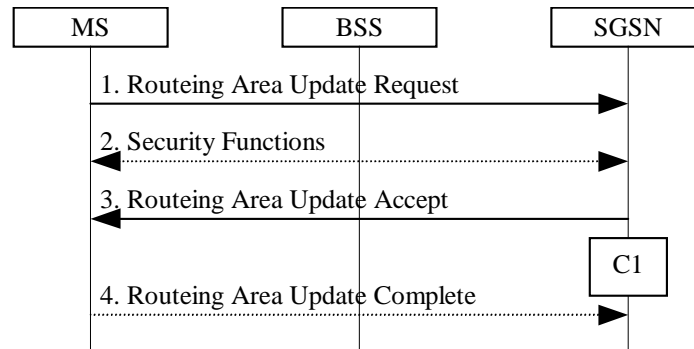 MS BSS SGSN
1. Routeing Area Update Request
2. Security Functions
3. Routeing Area Update Accept
C1
4. Routeing Area Update Complete